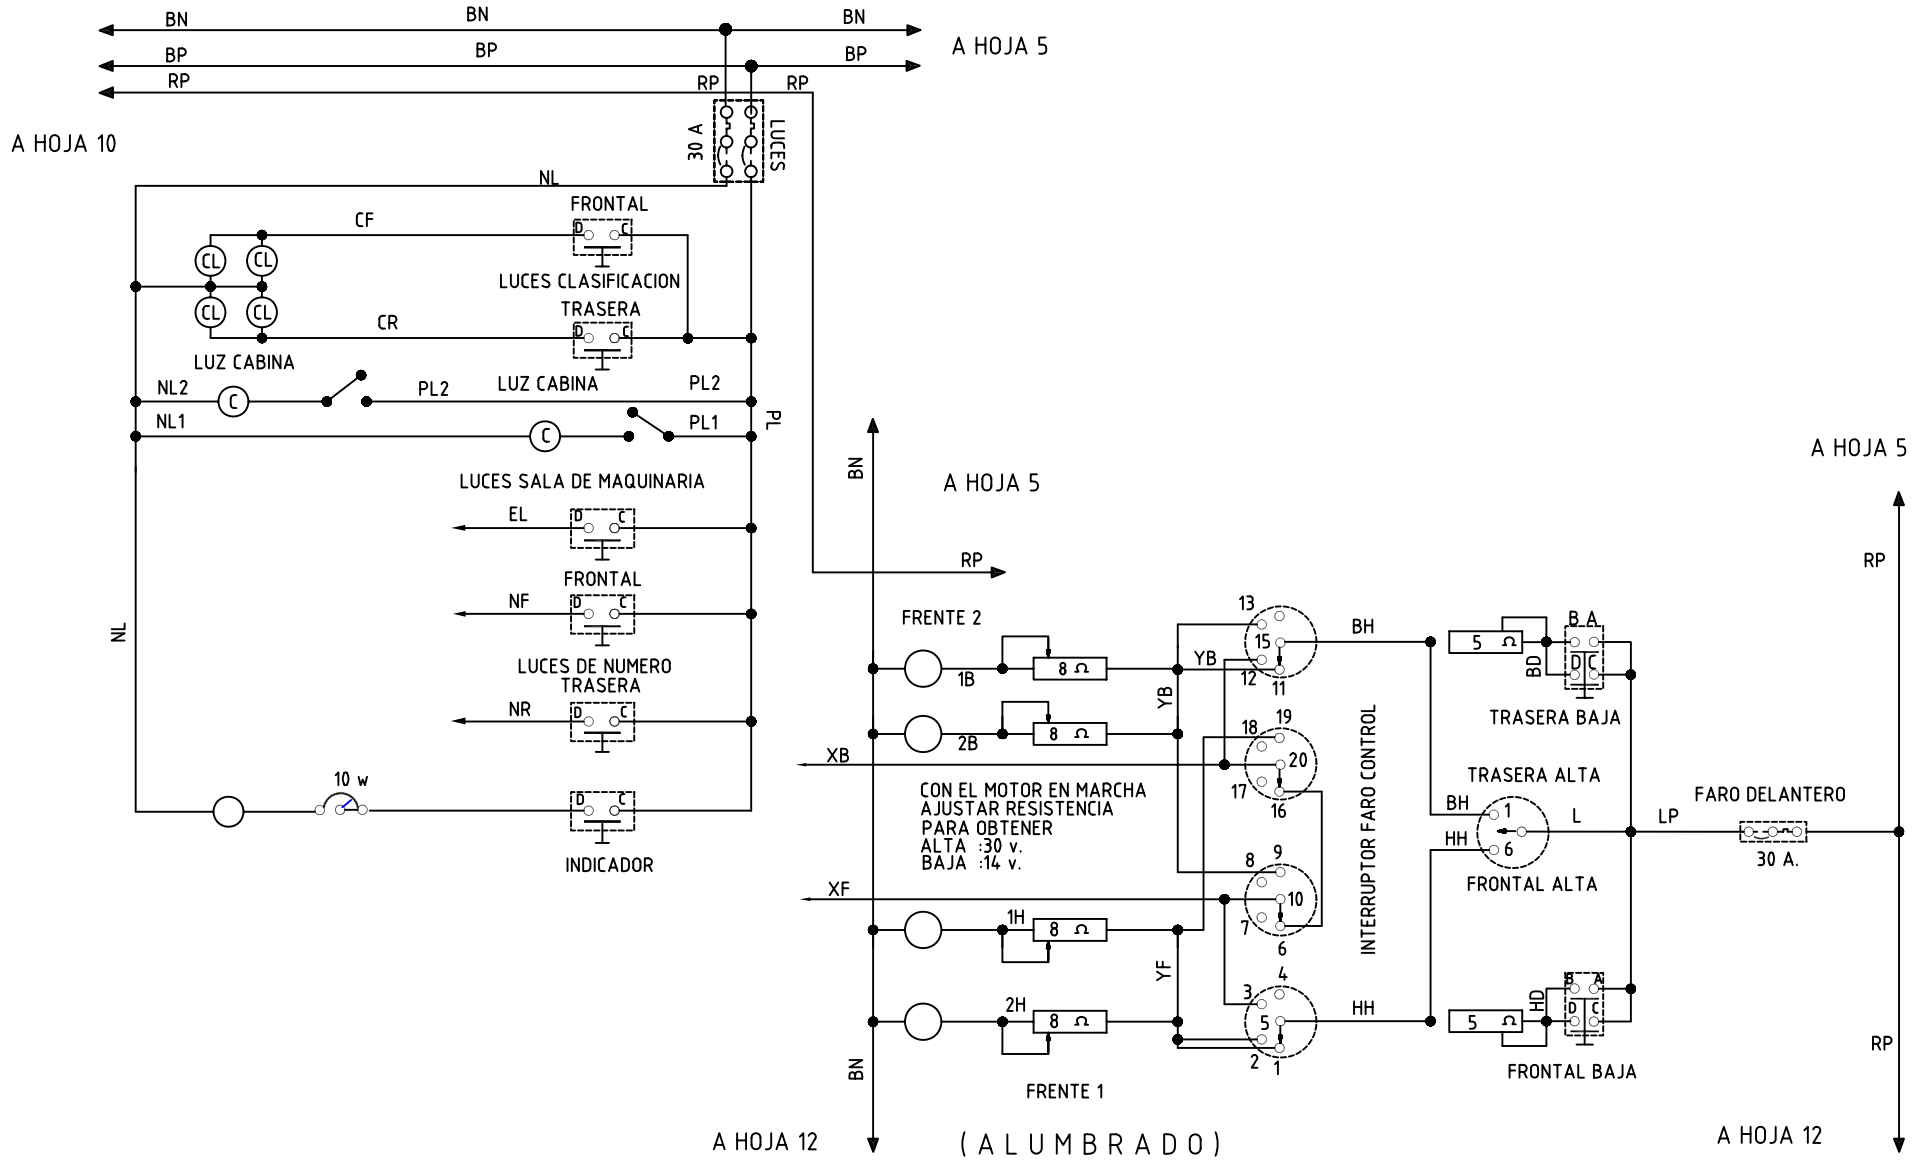 BN
BN
BN
A HOJA 5
BP
BP
BP
RP
RP
RP
A HOJA 10
30 A
LUCES
NL
FRONTAL
CF
D C
CL CL
LUCES CLASIFICACION
CL CL
TRASERA
CR
D C
LUZ CABINA
NL2
C
PL2
LUZ CABINA
PL2
NL1
C
PL1
PL
LUCES SALA DE MAQUINARIA
EL
D C
FRONTAL
NF
D C
NL
LUCES DE NUMERO
TRASERA
NR
D C
10 w
D C
INDICADOR
BN
A HOJA 5
RP
FRENTE 2
1B
8 Ω
YB
YB
2B
8 Ω
XB
CON EL MOTOR EN MARCHA
AJUSTAR RESISTENCIA
PARA OBTENER
ALTA :30 v.
BAJA :14 v.
XF
1H
8 Ω
YF
2H
8 Ω
BN
FRENTE 1
A HOJA 12
13
15
12
11
BH
19
18
20
17
16
9
8
10
7
6
4
3
5
2
1
HH
INTERRUPTOR FARO CONTROL
5 Ω
BD
B A
D C
TRASERA BAJA
TRASERA ALTA
BH
1
L
LP
HH
6
FRONTAL ALTA
FARO DELANTERO
30 A.
5 Ω
HD
B A
D C
FRONTAL BAJA
A HOJA 5
RP
RP
A HOJA 12
( A L U M B R A D O )